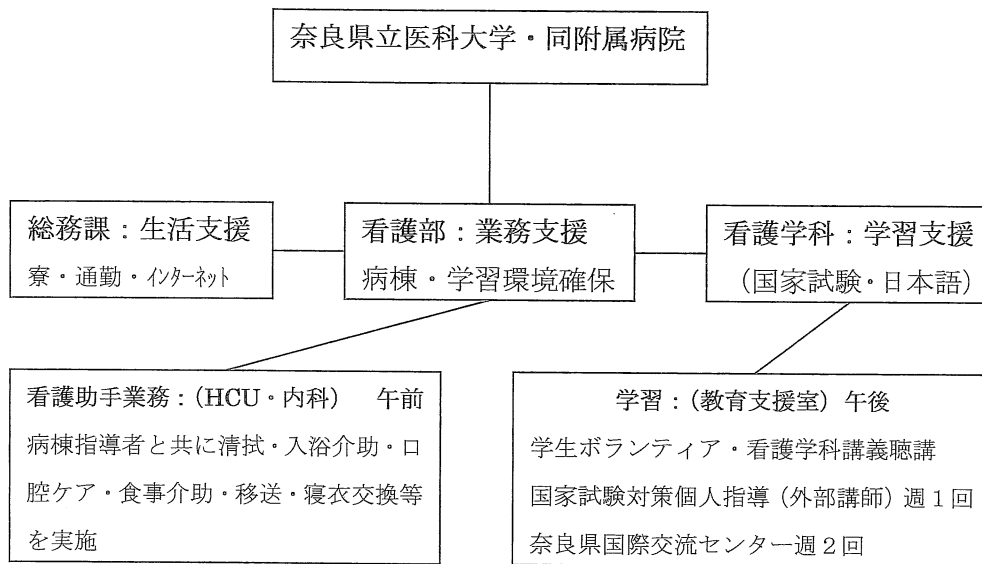 奈良県立医科大学・同附属病院
総務課：生活支援
寮・通勤・インターネット
看護部：業務支援
病棟・学習環境確保
看護学科：学習支援
（国家試験・日本語）
看護助手業務：（HCU・内科）　午前
病棟指導者と共に清拭・入浴介助・口
腔ケア・食事介助・移送・寝衣交換等
を実施
学習：（教育支援室）午後
学生ボランティア・看護学科講義聴講
国家試験対策個人指導（外部講師）週１回
奈良県国際交流センター週２回